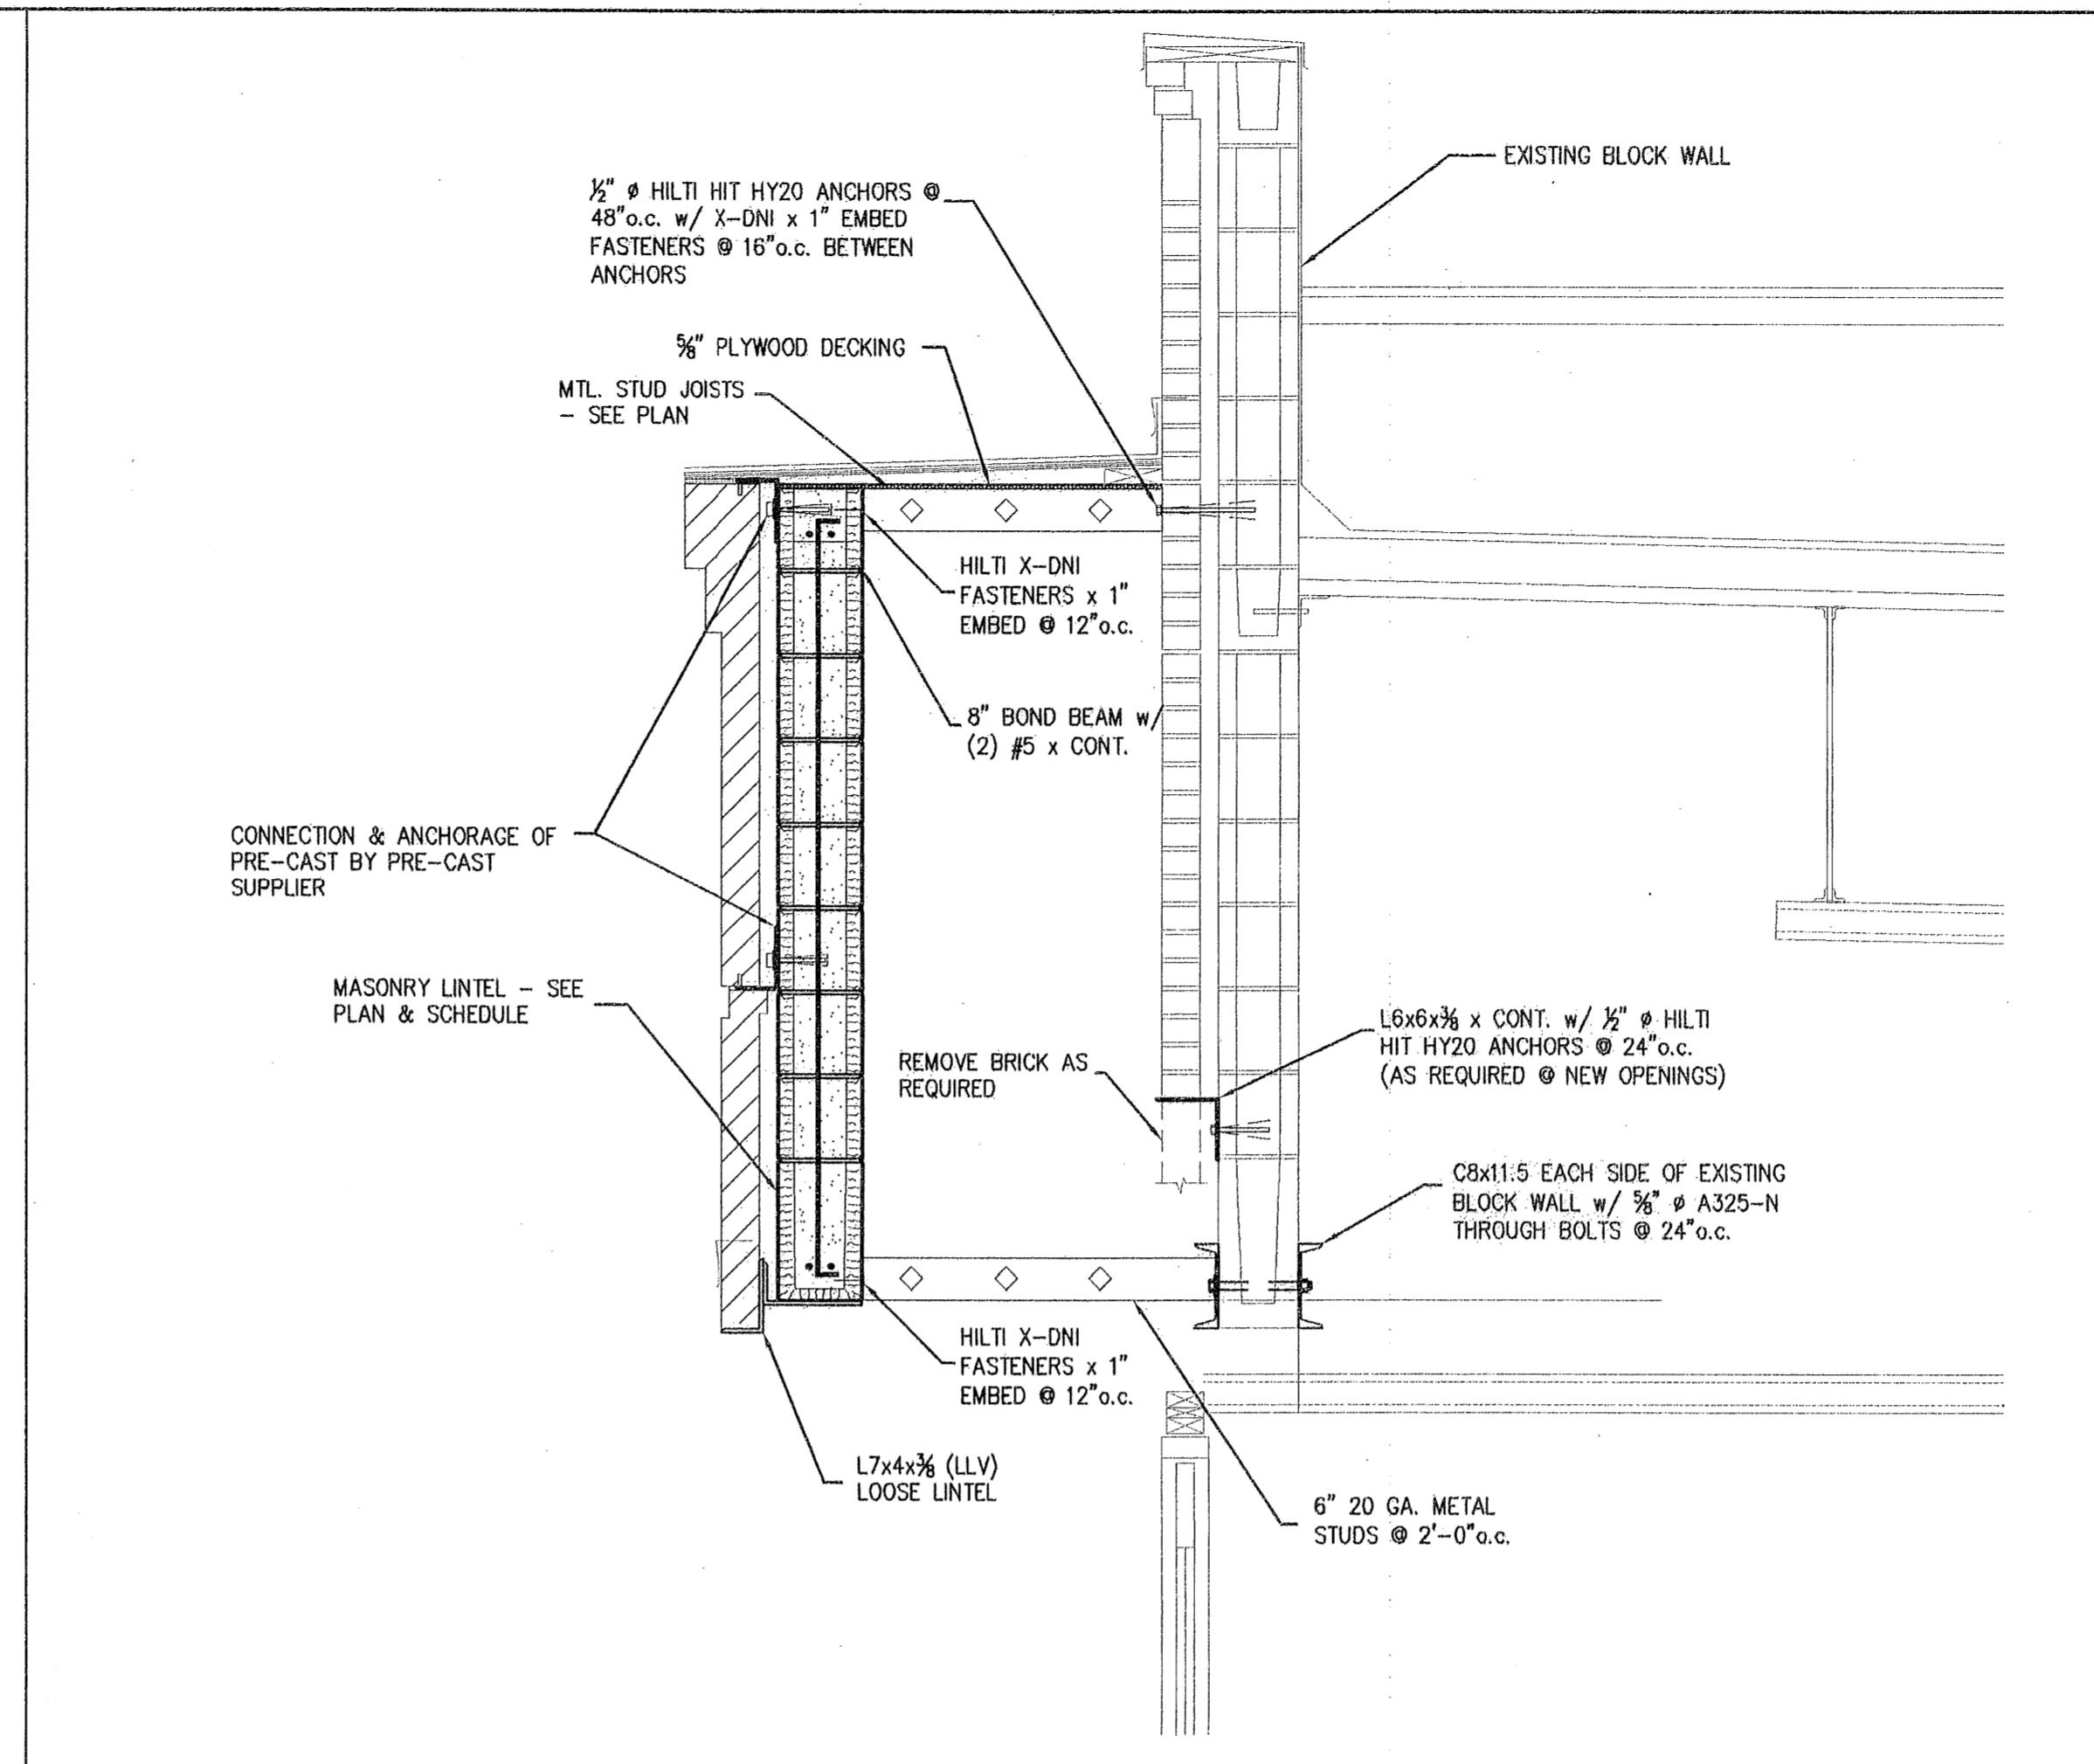 EXISTING BLOCK WALL
½" ø HILTI HIT HY20 ANCHORS @
48"o.c. w/ X-DNI x 1" EMBED
FASTENERS @ 16"o.c. BETWEEN
ANCHORS
⅝" PLYWOOD DECKING
MTL. STUD JOISTS
- SEE PLAN
HILTI X-DNI
FASTENERS x 1"
EMBED @ 12"o.c.
8" BOND BEAM w/
(2) #5 x CONT.
CONNECTION & ANCHORAGE OF
PRE-CAST BY PRE-CAST
SUPPLIER
MASONRY LINTEL - SEE
PLAN & SCHEDULE
REMOVE BRICK AS
REQUIRED
L6x6x⅜ x CONT. w/ ½" ø HILTI
HIT HY20 ANCHORS @ 24"o.c.
(AS REQUIRED @ NEW OPENINGS)
C8x11.5 EACH SIDE OF EXISTING
BLOCK WALL w/ ⅝" ø A325-N
THROUGH BOLTS @ 24"o.c.
HILTI X-DNI
FASTENERS x 1"
EMBED @ 12"o.c.
L7x4x⅜ (LLV)
LOOSE LINTEL
6" 20 GA. METAL
STUDS @ 2'-0"o.c.